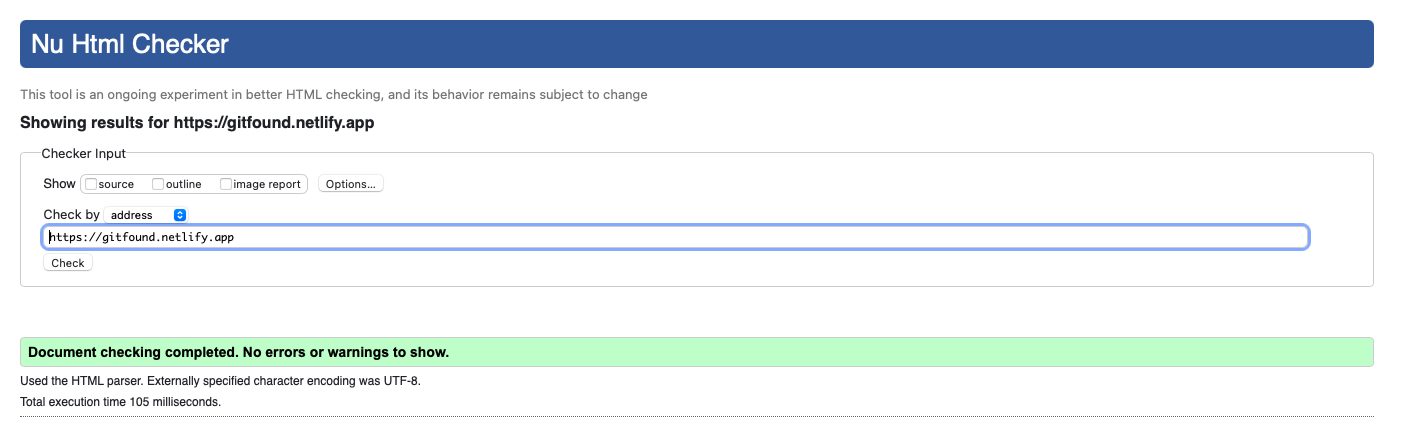 Nu Html Checker
This tool is an ongoing experiment in better HTML checking, and its behavior remains subject to change
Showing results for https://gitfound.netlify.app
Checker Input
Show source outline image report Options...
Check by address
https://gitfound.netlify.app
Check
Document checking completed. No errors or warnings to show.
Used the HTML parser. Externally specified character encoding was UTF-8.
Total execution time 105 milliseconds.